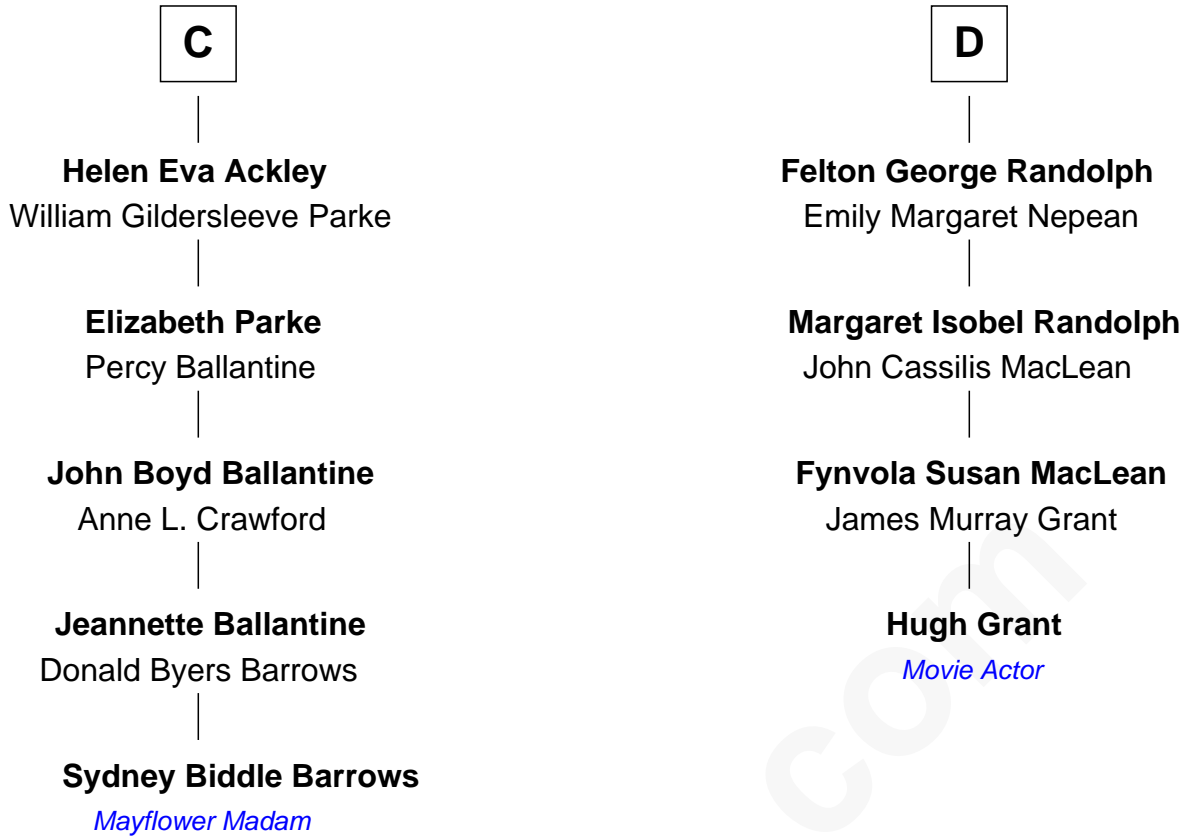 C
Helen Eva Ackley
William Gildersleeve Parke
Elizabeth Parke
Percy Ballantine
John Boyd Ballantine
Anne L. Crawford
Jeannette Ballantine
Donald Byers Barrows
Sydney Biddle Barrows
Mayflower Madam
D
Felton George Randolph
Emily Margaret Nepean
Margaret Isobel Randolph
John Cassilis MacLean
Fynvola Susan MacLean
James Murray Grant
Hugh Grant
Movie Actor
com